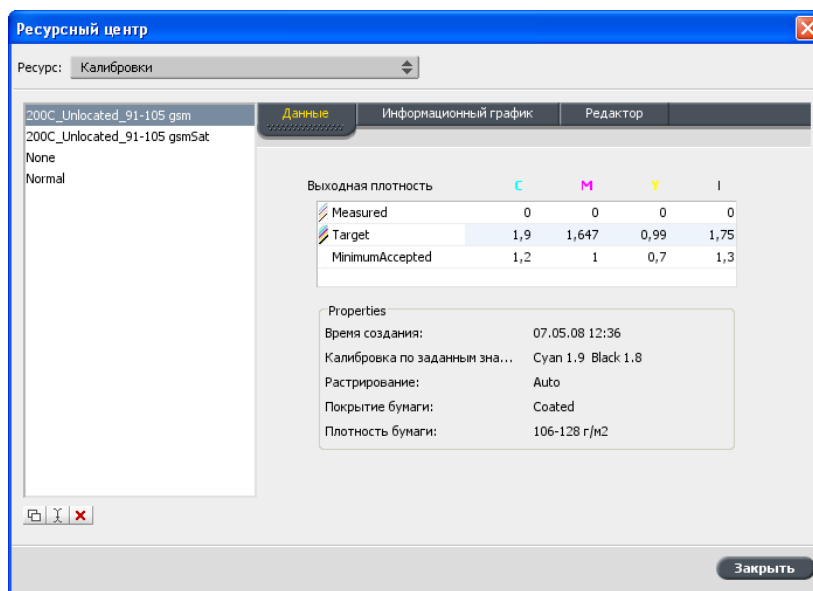 Ресурсный центр
Ресурс: Калибровки
200C_Unlocated_91-105 gsm
200C_Unlocated_91-105 gsmSat
None
Normal
Данные Информационный график Редактор
Выходная плотность C M Y I
Measured 0 0 0 0
Target 1,9 1,647 0,99 1,75
MinimumAccepted 1,2 1 0,7 1,3
Properties
Время создания: 07.05.08 12:36
Калибровка по заданным зна... Cyan 1.9 Black 1.8
Растрирование: Auto
Покрытие бумаги: Coated
Плотность бумаги: 106-128 г/м2
Закрыть